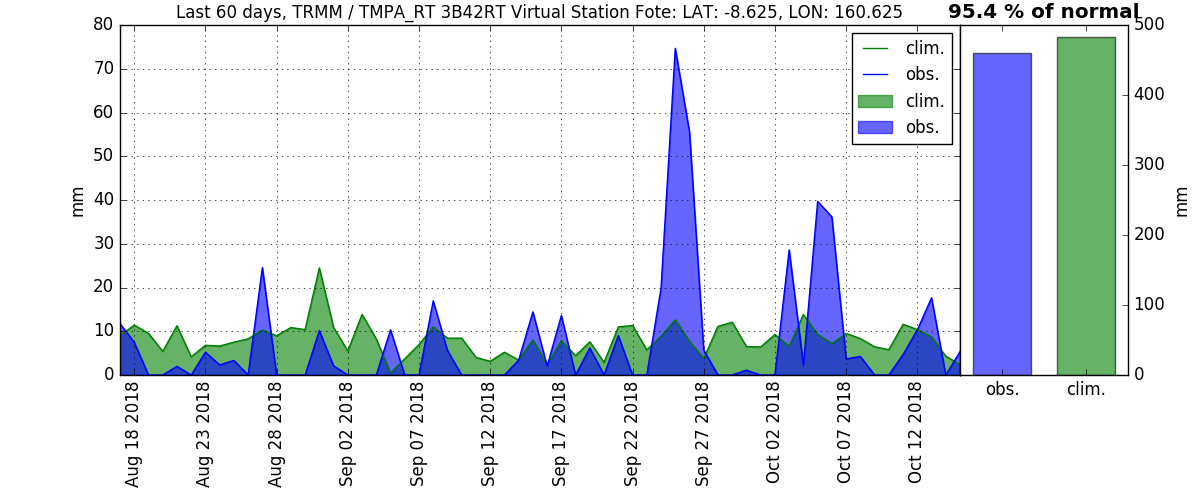 Last 60 days, TRMM / TMPA_RT 3B42RT Virtual Station Fote: LAT: -8.625, LON: 160.625
95.4 % of normal
80
70
60
50
40
30
20
10
0
mm
clim.
obs.
clim.
obs.
500
400
300
200
100
0
mm
Aug 18 2018
Aug 23 2018
Aug 28 2018
Sep 02 2018
Sep 07 2018
Sep 12 2018
Sep 17 2018
Sep 22 2018
Sep 27 2018
Oct 02 2018
Oct 07 2018
Oct 12 2018
obs.
clim.